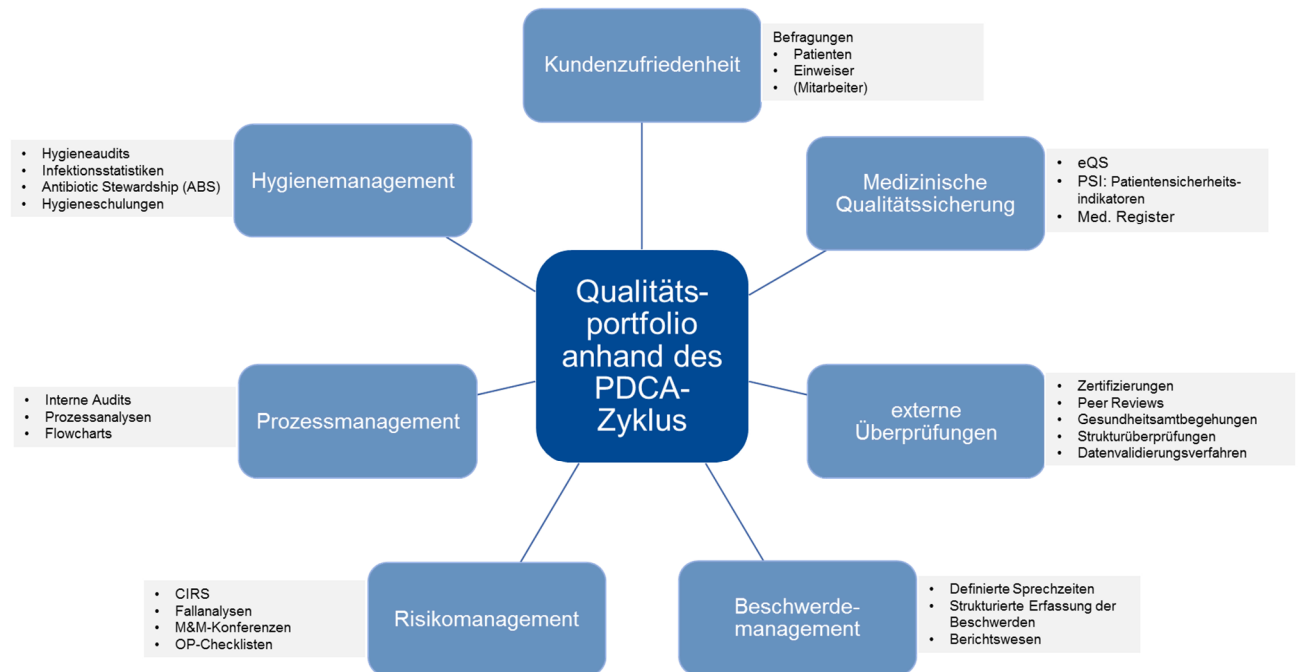 Kundenzufriedenheit
Befragungen
• Patienten
• Einweiser
• (Mitarbeiter)
Medizinische
Qualitätssicherung
• eQS
• PSI: Patientensicherheits-
indikatoren
• Med. Register
externe
Überprüfungen
• Zertifizierungen
• Peer Reviews
• Gesundheitsamtbegehungen
• Strukturüberprüfungen
• Datenvalidierungsverfahren
Beschwerde-
management
• Definierte Sprechzeiten
• Strukturierte Erfassung der
Beschwerden
• Berichtswesen
Risikomanagement
• CIRS
• Fallanalysen
• M&M-Konferenzen
• OP-Checklisten
Prozessmanagement
• Interne Audits
• Prozessanalysen
• Flowcharts
Hygienemanagement
• Hygieneaudits
• Infektionsstatistiken
• Antibiotic Stewardship (ABS)
• Hygieneschulungen
Qualitäts-
portfolio
anhand des
PDCA-
Zyklus